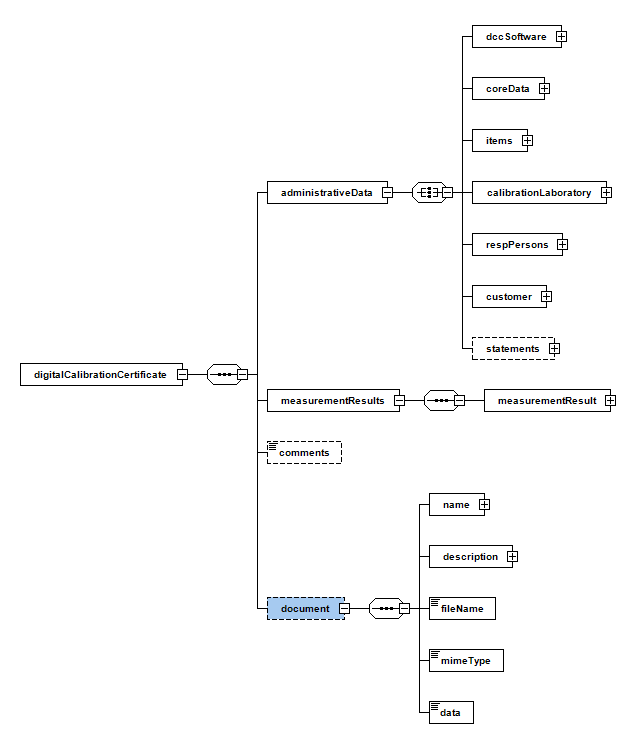 dccSoftware
coreData
items
administrativeData
calibrationLaboratory
respPersons
customer
statements
digitalCalibrationCertificate
measurementResults
measurementResult
comments
name
description
document
fileName
mimeType
data